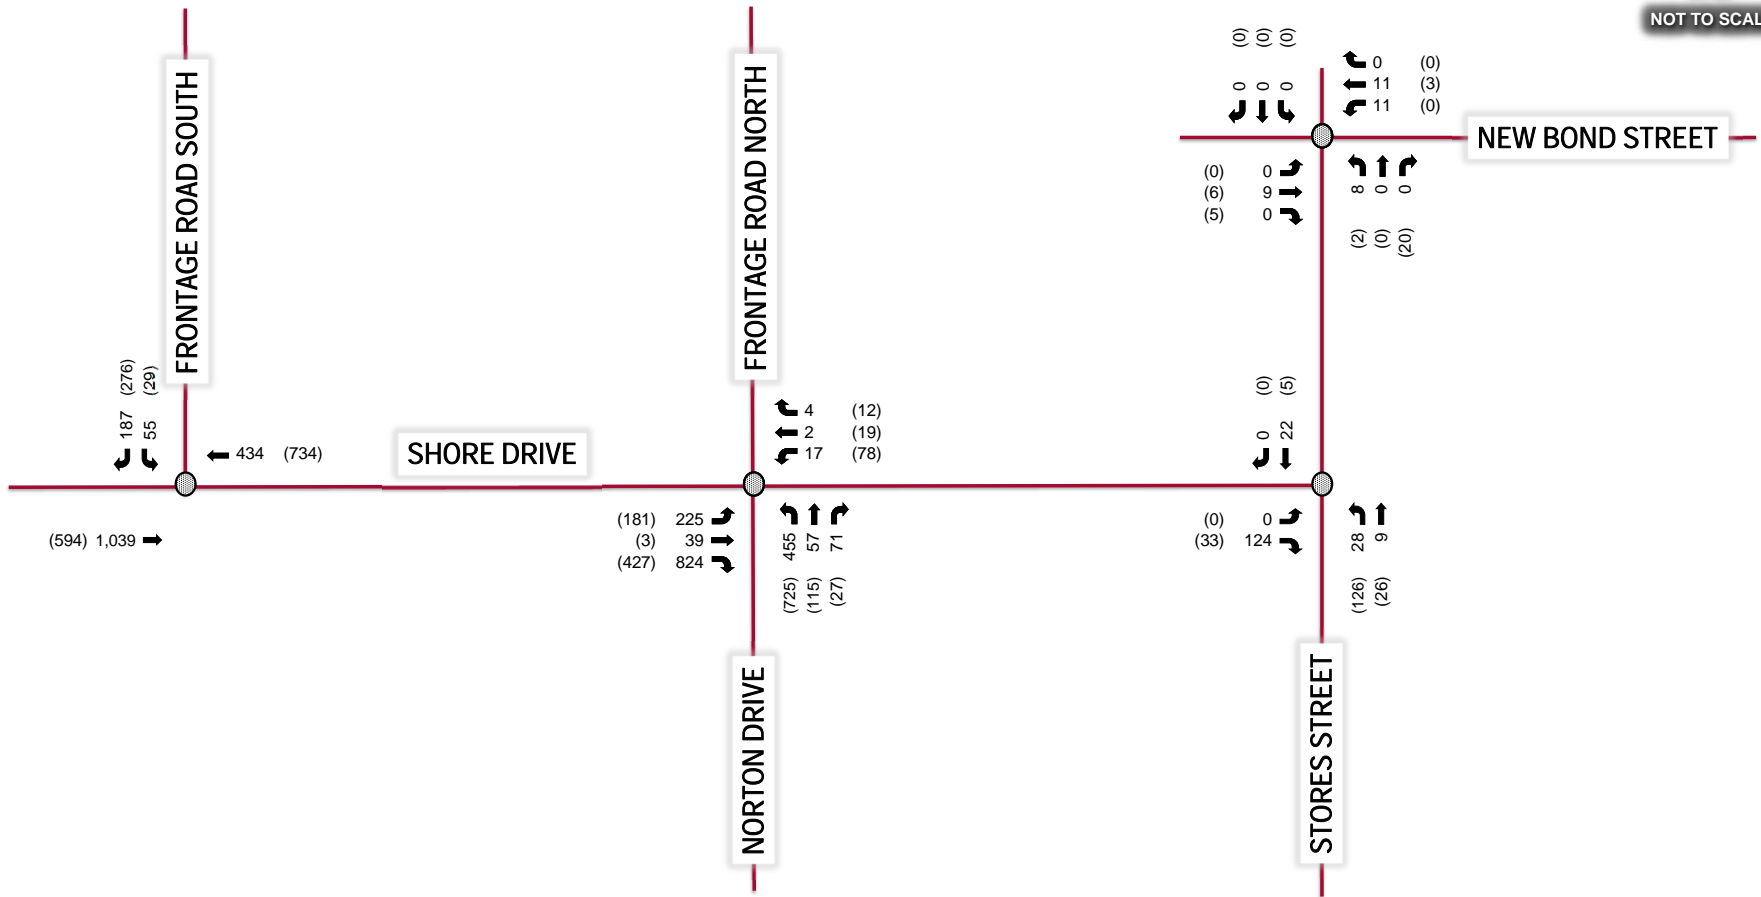 NOT TO SCAL
(0) (0) (0)
0 0 0
0 (0)
11 (3)
11 (0)
NEW BOND STREET
(0) 0
(6) 9
(5) 0
8 0 0
(2) (0) (20)
FRONTAGE ROAD SOUTH
FRONTAGE ROAD NORTH
(276) (29)
187 55
434 (734)
SHORE DRIVE
4 (12)
2 (19)
17 (78)
(0) (5)
0 22
(594) 1,039
(181) 225
(3) 39
(427) 824
455 57 71
(725) (115) (27)
(0) 0
(33) 124
28 9
(126) (26)
NORTON DRIVE
STORES STREET